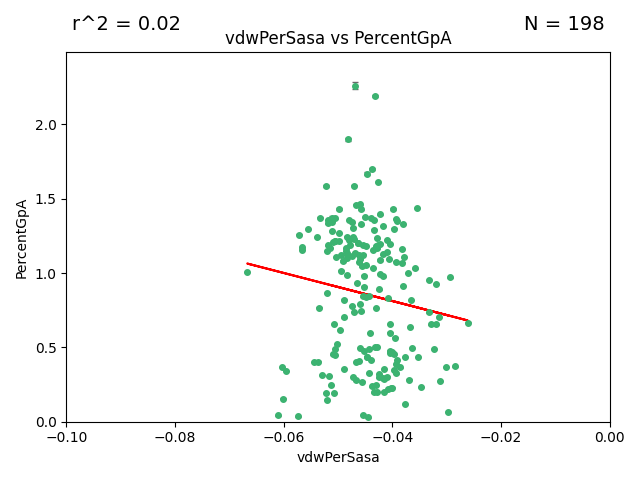 r^2 = 0.02
N = 198
vdwPerSasa vs PercentGpA
PercentGpA
2.0
1.5
1.0
0.5
0.0
−0.10
−0.08
−0.06
−0.04
−0.02
0.00
vdwPerSasa